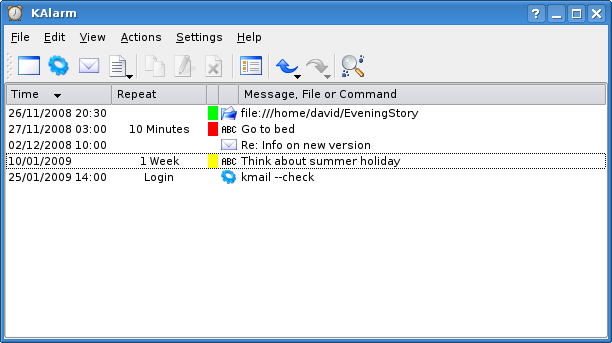 KAlarm
File Edit View Actions Settings Help
Time Repeat Message, File or Command
26/11/2008 20:30 file:///home/david/EveningStory
27/11/2008 03:00 10 Minutes ABC Go to bed
02/12/2008 10:00 Re: Info on new version
10/01/2009 1 Week ABC Think about summer holiday
25/01/2009 14:00 Login kmail --check